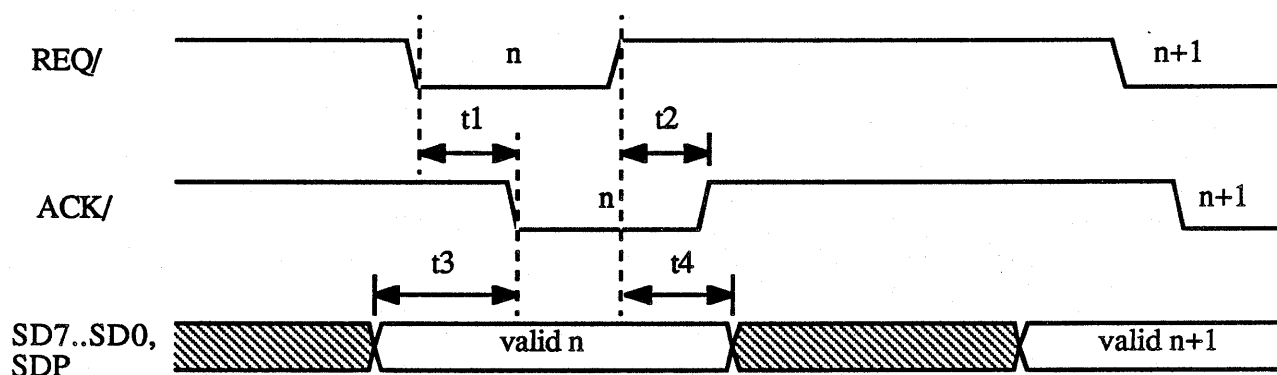 REQ/
n
n+1
t1
t2
ACK/
n
n+1
t3
t4
SD7..SD0,
SDP
valid n
valid n+1